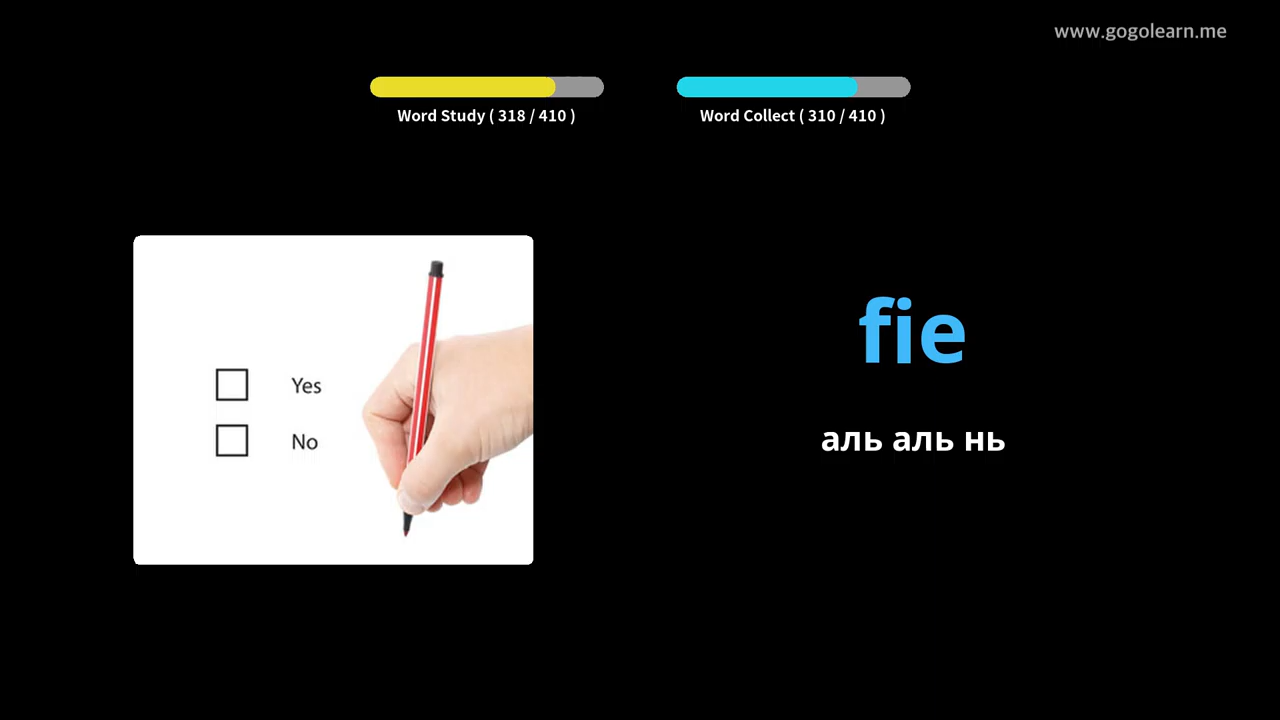 www.gogolearn.me
Word Study ( 318 / 410 )
Word Collect ( 310 / 410 )
Yes
No
fie
аль аль нь